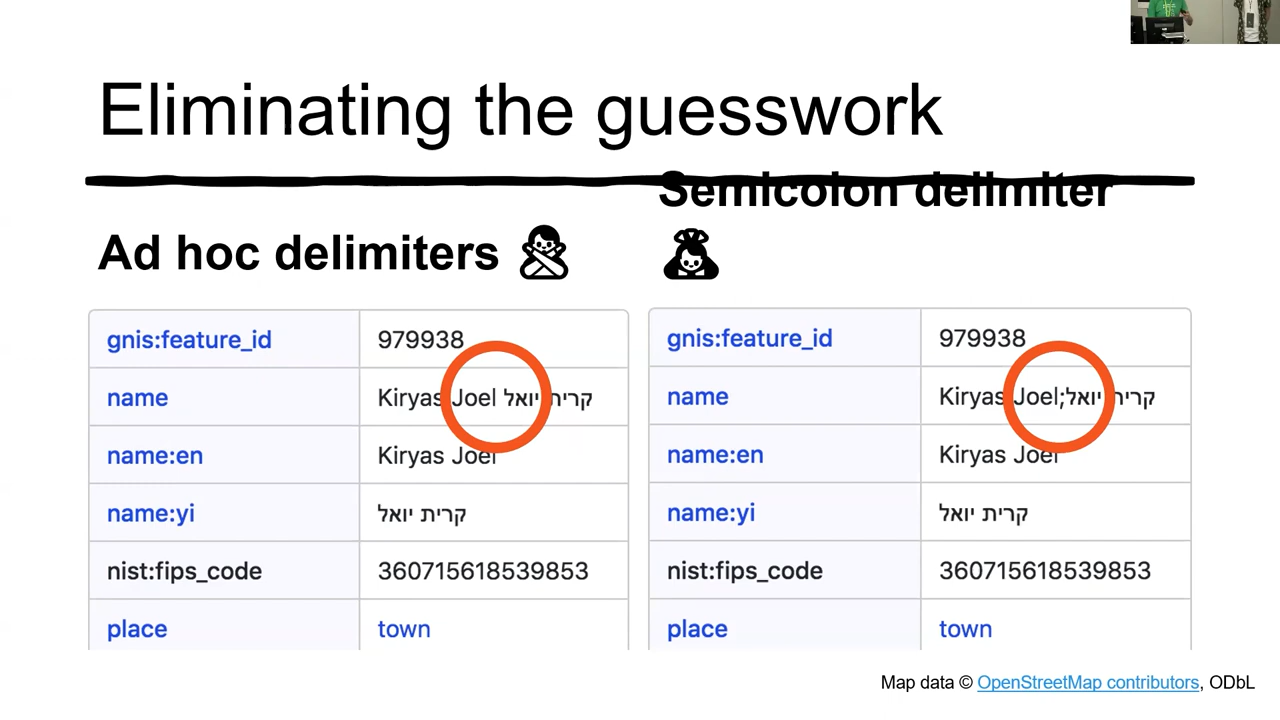 Eliminating the guesswork
Ad hoc delimiters
gnis:feature_id 979938
name Kiryas Joel קרית יואל
name:en Kiryas Joel
name:yi קרית יואל
nist:fips_code 360715618539853
place town
Semicolon delimiter
gnis:feature_id 979938
name Kiryas Joel;קרית יואל
name:en Kiryas Joel
name:yi קרית יואל
nist:fips_code 360715618539853
place town
Map data © OpenStreetMap contributors, ODbL